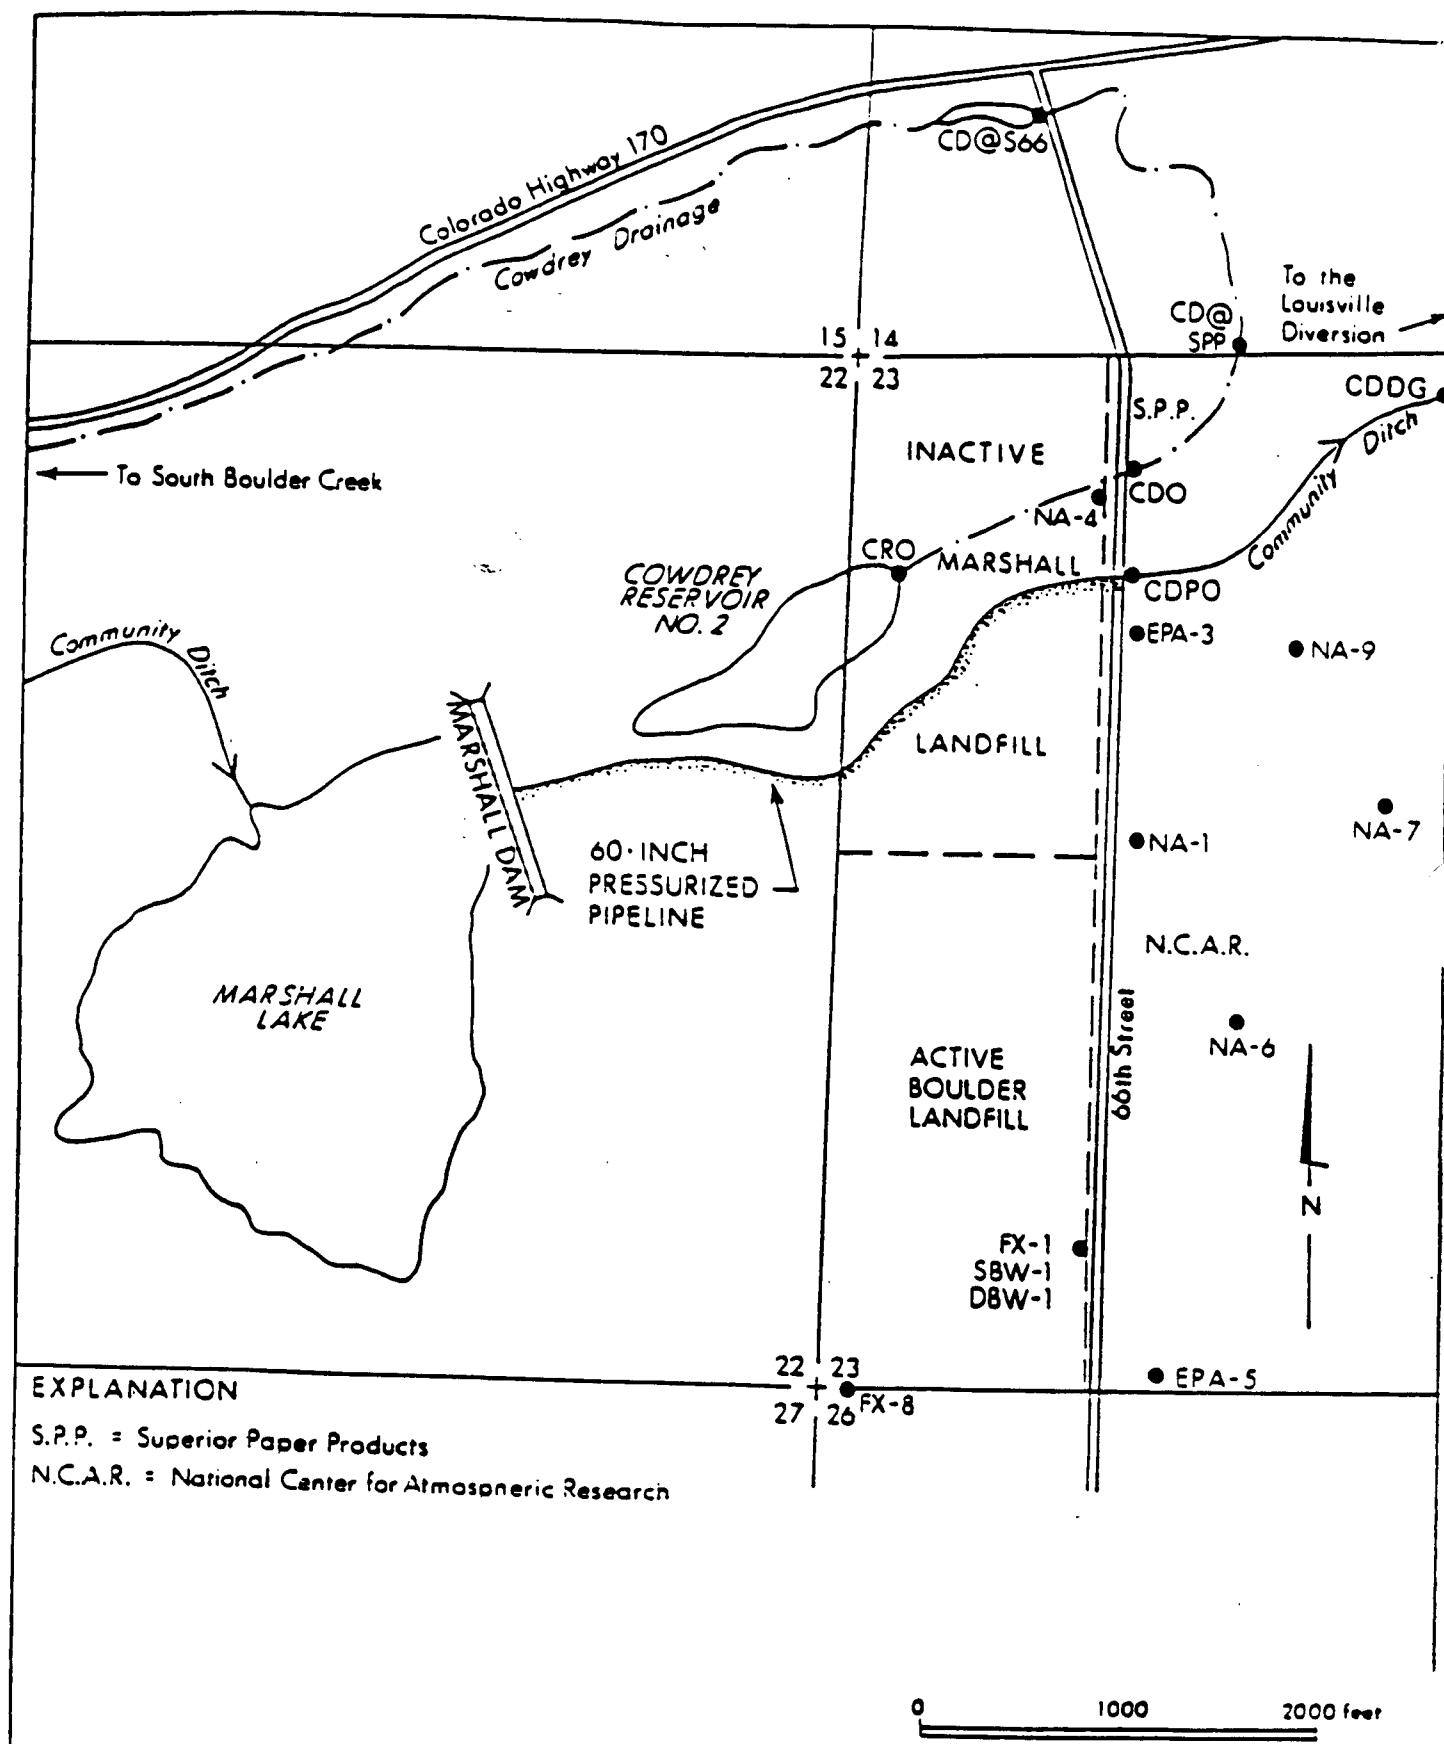 Colorado Highway 170
CD@S66
Cowdrey Drainage
To the
Louisville
Diversion
CD@
SPP
15 14
22 23
CDDG
S.P.P.
Community Ditch
INACTIVE
To South Boulder Creek
CDO
NA-4
CRO
MARSHALL
COWDREY
RESERVOIR
NO. 2
CDPO
EPA-3
NA-9
Community Ditch
LANDFILL
MARSHALL DAM
NA-7
NA-1
60-INCH
PRESSURIZED
PIPELINE
N.C.A.R.
MARSHALL
LAKE
66th Street
NA-6
ACTIVE
BOULDER
LANDFILL
N
FX-1
SBW-1
DBW-1
22 23
27 26
FX-8
EPA-5
EXPLANATION
S.P.P. = Superior Paper Products
N.C.A.R. = National Center for Atmospheric Research
0 1000 2000 feet